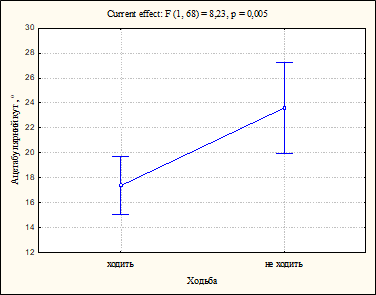 Current effect: F (1, 68) = 8,23, p = 0,005
30
28
26
24
22
20
18
16
14
12
Ацетабулярний кут , °
ходить
не ходить
Ходьба